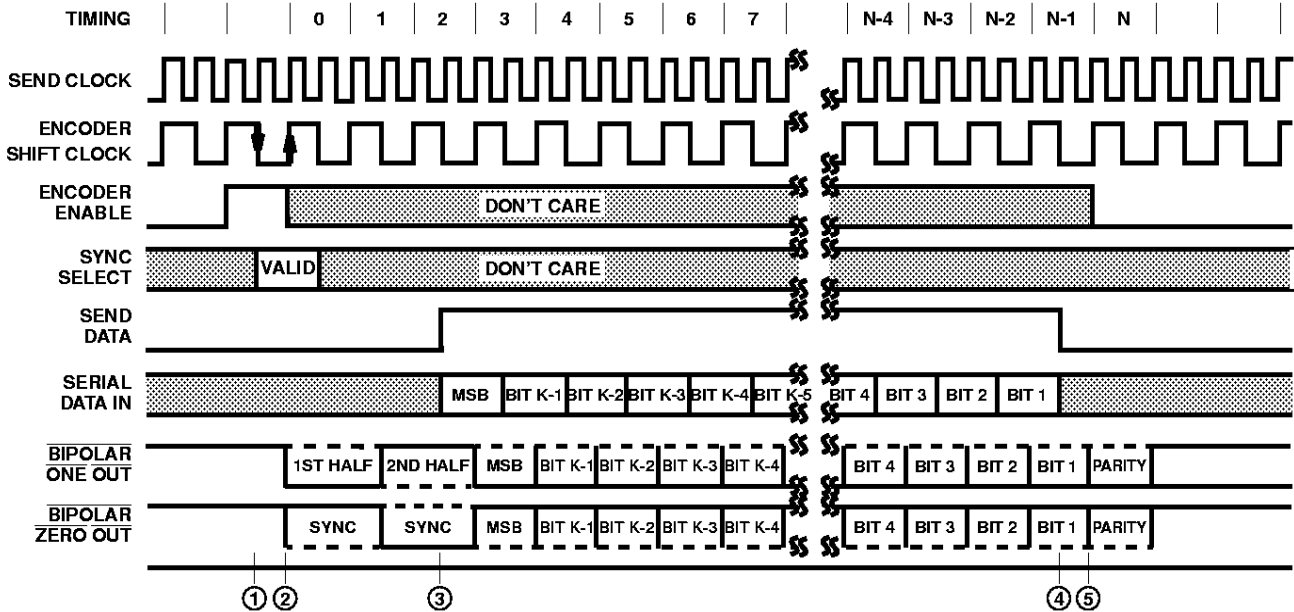 TIMING 0 1 2 3 4 5 6 7 N-4 N-3 N-2 N-1 N
SEND CLOCK
ENCODER
SHIFT CLOCK
ENCODER
ENABLE
DON'T CARE
SYNC
SELECT
VALID
DON'T CARE
SEND
DATA
SERIAL
DATA IN
MSB BIT K-1 BIT K-2 BIT K-3 BIT K-4 BIT K-5 BIT 4 BIT 3 BIT 2 BIT 1
BIPOLAR
ONE OUT
1ST HALF 2ND HALF MSB BIT K-1 BIT K-2 BIT K-3 BIT K-4 BIT 4 BIT 3 BIT 2 BIT 1 PARITY
BIPOLAR
ZERO OUT
SYNC SYNC MSB BIT K-1 BIT K-2 BIT K-3 BIT K-4 BIT 4 BIT 3 BIT 2 BIT 1 PARITY
1 2 3 4 5